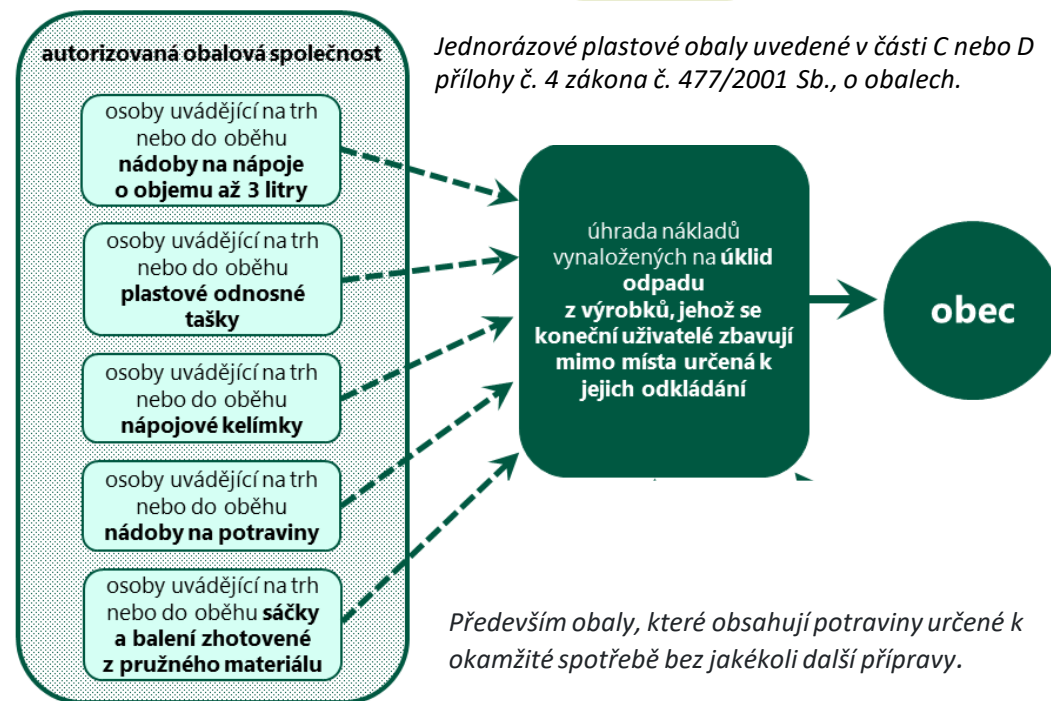 autorizovaná obalová společnost
osoby uvádějící na trh
nebo do oběhu
nádoby na nápoje
o objemu až 3 litry
osoby uvádějící na trh
nebo do oběhu
plastové odnosné
tašky
osoby uvádějící na trh
nebo do oběhu
nápojové kelímky
osoby uvádějící na trh
nebo do oběhu
nádoby na potraviny
osoby uvádějící na trh
nebo do oběhu sáčky
a balení zhotovené
z pružného materiálu
Jednorázové plastové obaly uvedené v části C nebo D
přílohy č. 4 zákona č. 477/2001 Sb., o obalech.
úhrada nákladů
vynaložených na úklid
odpadu
z výrobků, jehož se
koneční uživatelé zbavují
mimo místa určená k
jejich odkládání
obec
Především obaly, které obsahují potraviny určené k
okamžité spotřebě bez jakékoli další přípravy.